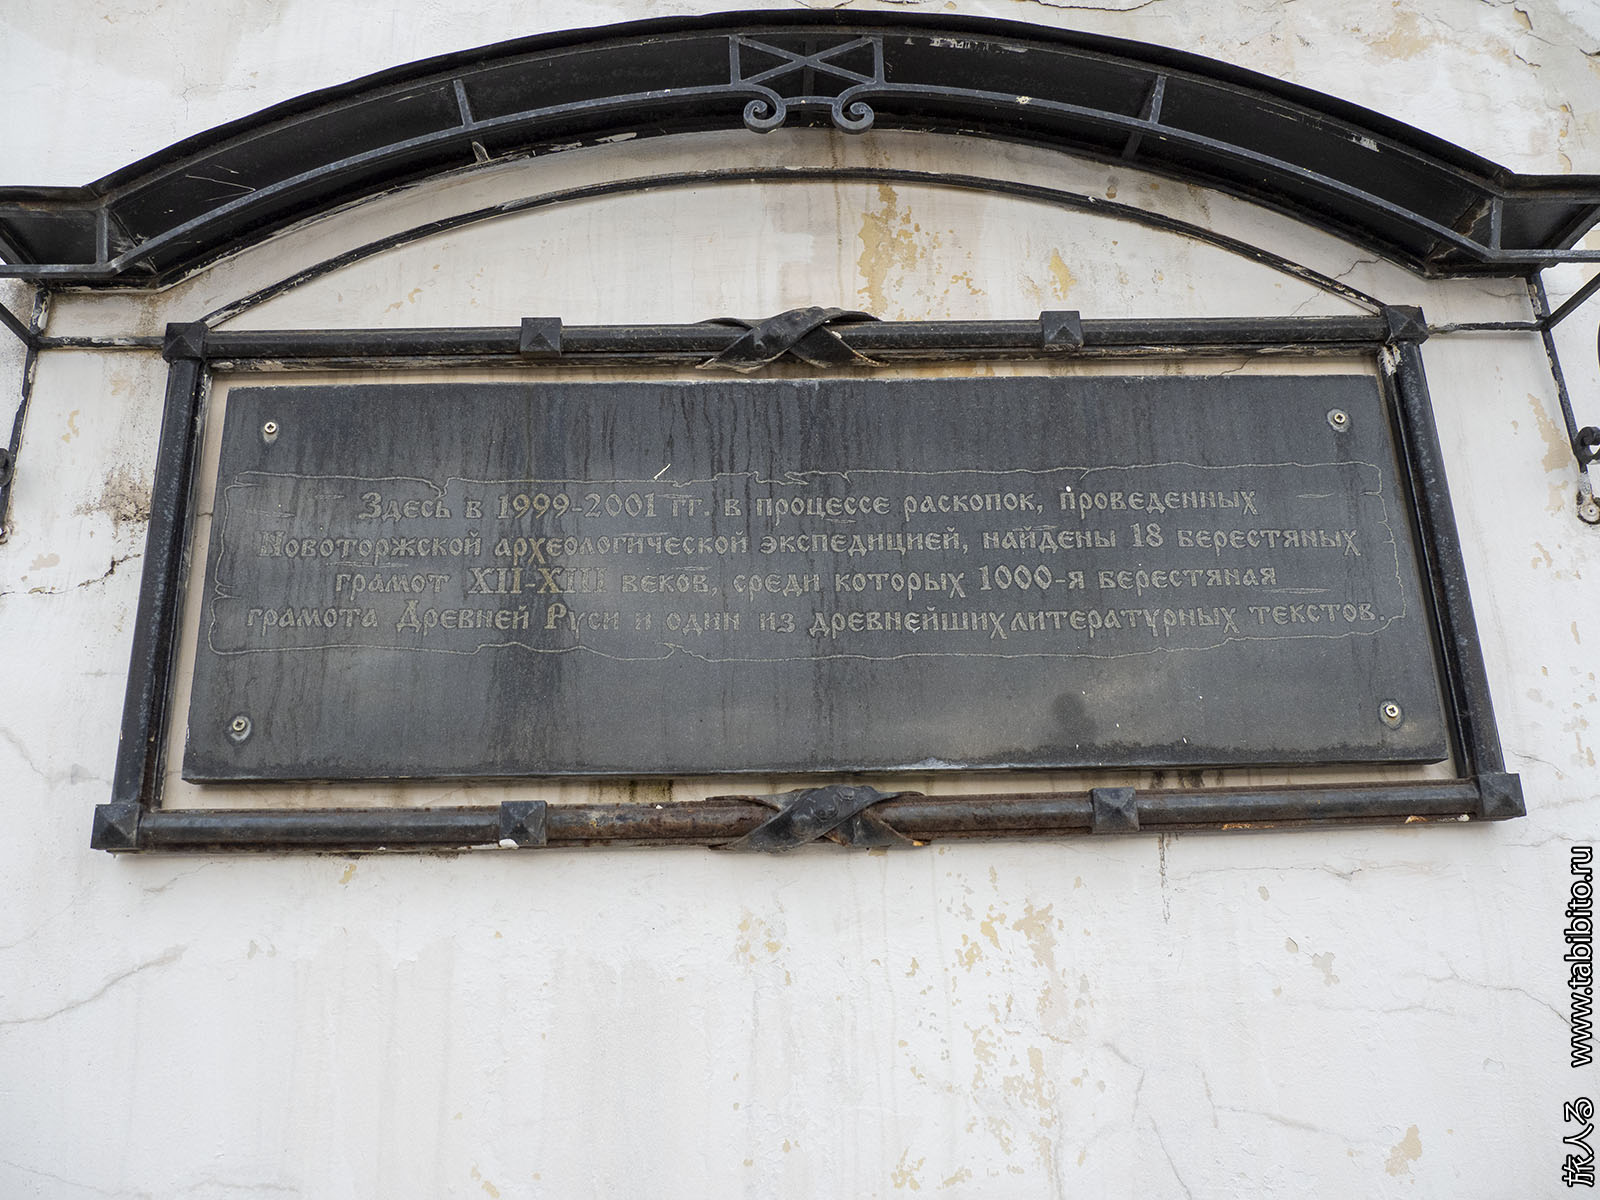 Здесь в 1999-2001 гг. в процессе раскопок, проведенных
Новоторжской археологической экспедицией, найдены 18 берестяных
грамот XII-XIII веков, среди которых 1000-я берестяная
грамота Древней Руси и один из древнейших литературных текстов.
旅人る www.tabibito.ru